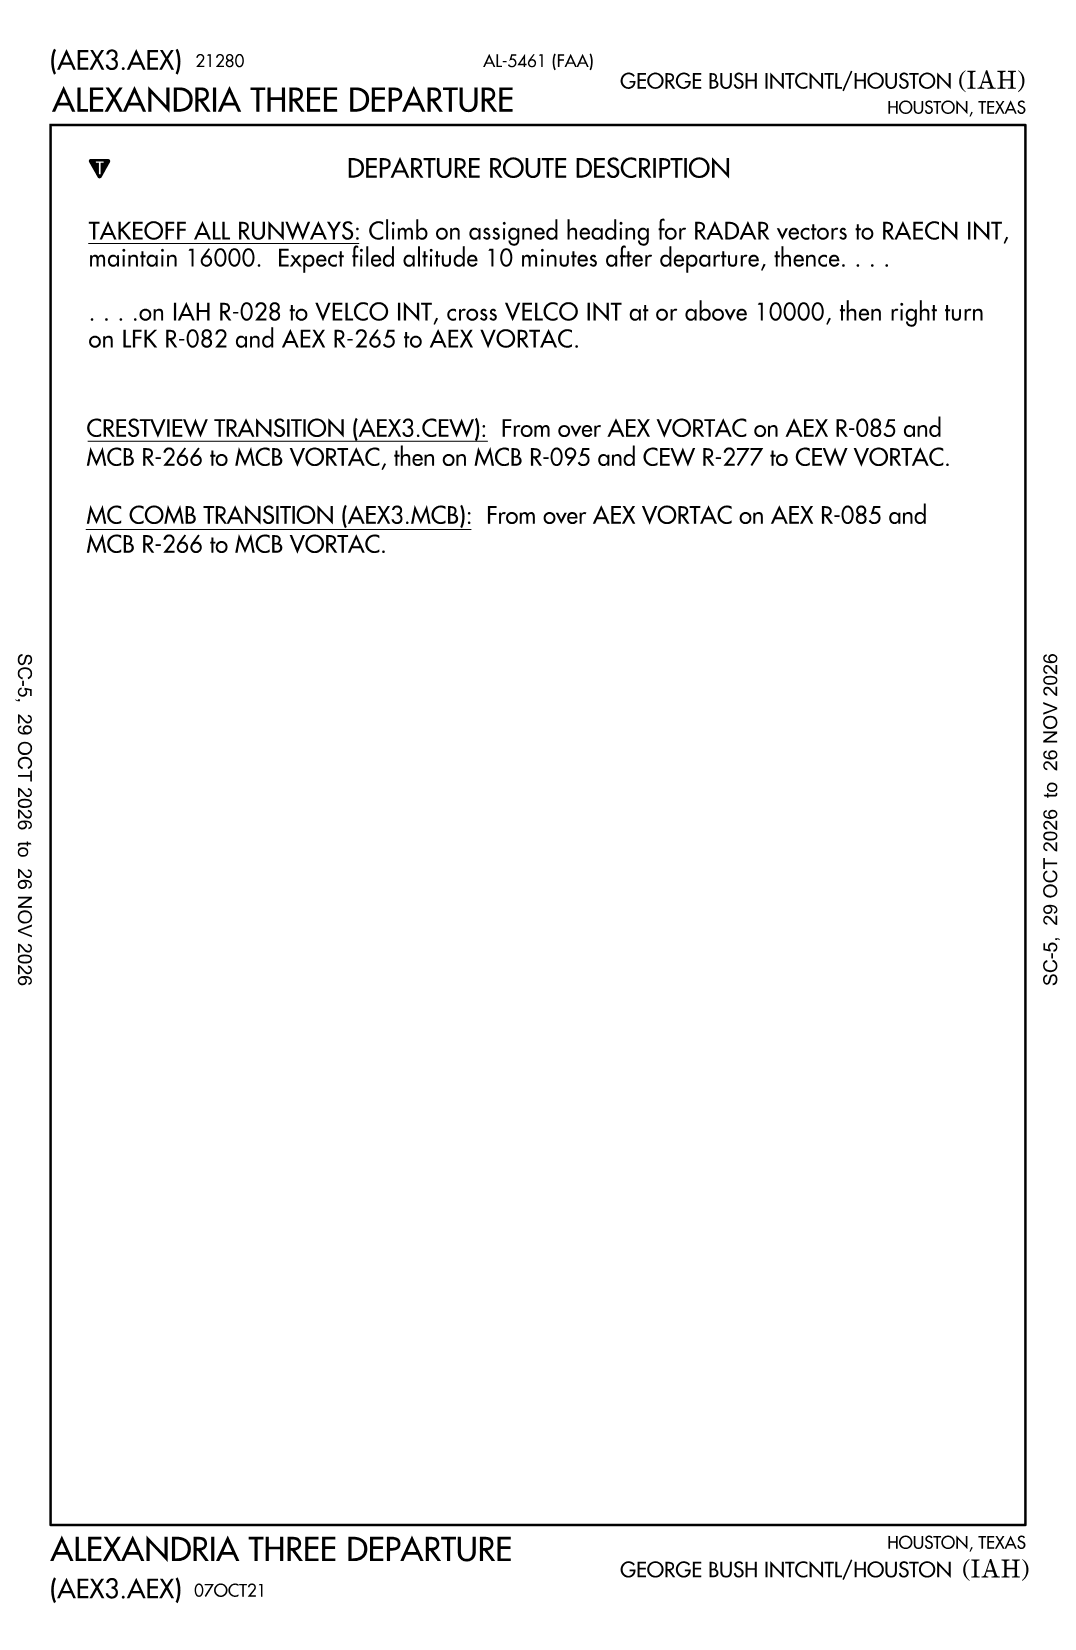 (AEX3.AEX) 21280
AL-5461 (FAA)
GEORGE BUSH INTCNTL/HOUSTON (IAH)
ALEXANDRIA THREE DEPARTURE
HOUSTON, TEXAS
T
DEPARTURE ROUTE DESCRIPTION
TAKEOFF ALL RUNWAYS: Climb on assigned heading for RADAR vectors to RAECN INT,
maintain 16000. Expect filed altitude 10 minutes after departure, thence. . . .
. . . .on IAH R-028 to VELCO INT, cross VELCO INT at or above 10000, then right turn
on LFK R-082 and AEX R-265 to AEX VORTAC.
CRESTVIEW TRANSITION (AEX3.CEW): From over AEX VORTAC on AEX R-085 and
MCB R-266 to MCB VORTAC, then on MCB R-095 and CEW R-277 to CEW VORTAC.
MC COMB TRANSITION (AEX3.MCB): From over AEX VORTAC on AEX R-085 and
MCB R-266 to MCB VORTAC.
SC-5, 29 OCT 2026 to 26 NOV 2026
SC-5, 29 OCT 2026 to 26 NOV 2026
ALEXANDRIA THREE DEPARTURE
HOUSTON, TEXAS
GEORGE BUSH INTCNTL/HOUSTON (IAH)
(AEX3.AEX) 07OCT21